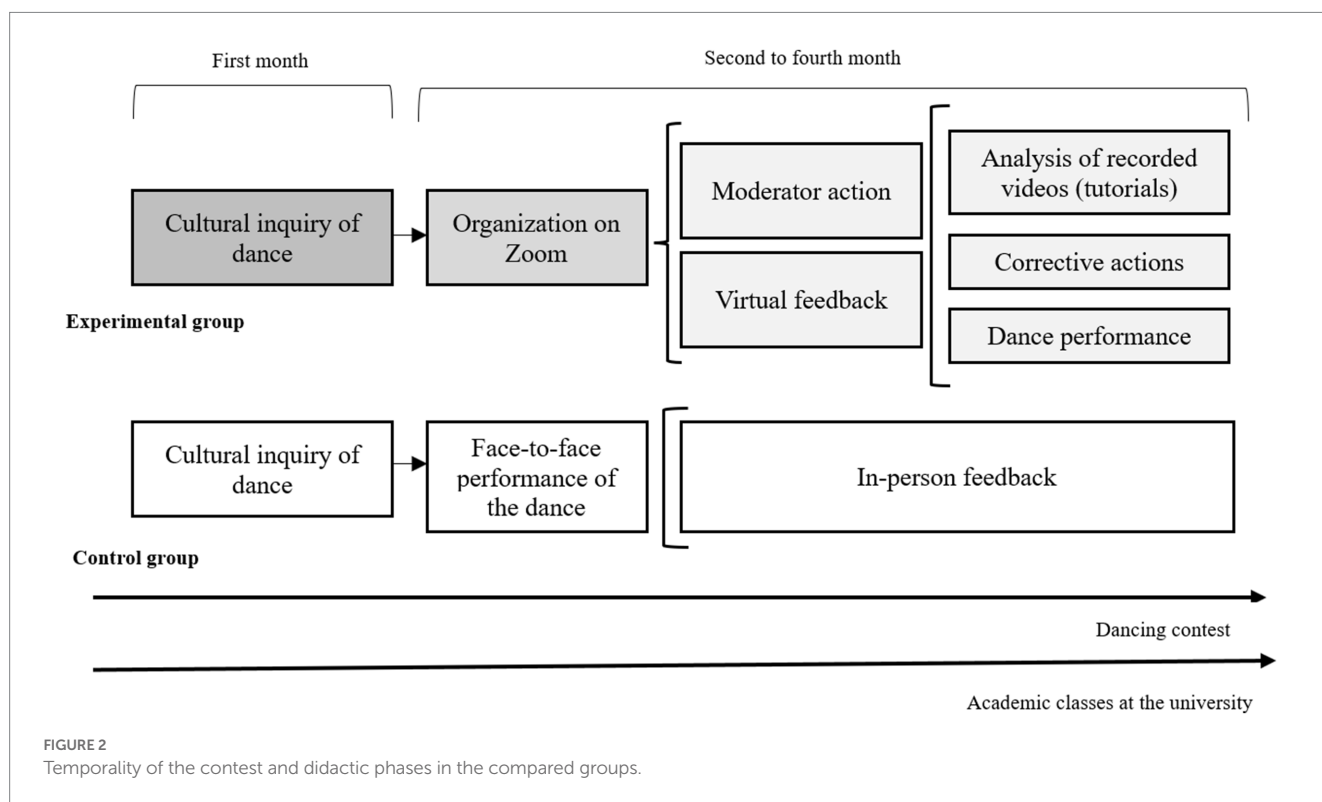 First month
Second to fourth month
Cultural inquiry of
dance
Organization on
Zoom
Moderator action
Virtual feedback
Analysis of recorded
videos (tutorials)
Corrective actions
Dance performance
Experimental group
Cultural inquiry of
dance
Face-to-face
performance of
the dance
In-person feedback
Control group
Dancing contest
Academic classes at the university
FIGURE 2
Temporality of the contest and didactic phases in the compared groups.